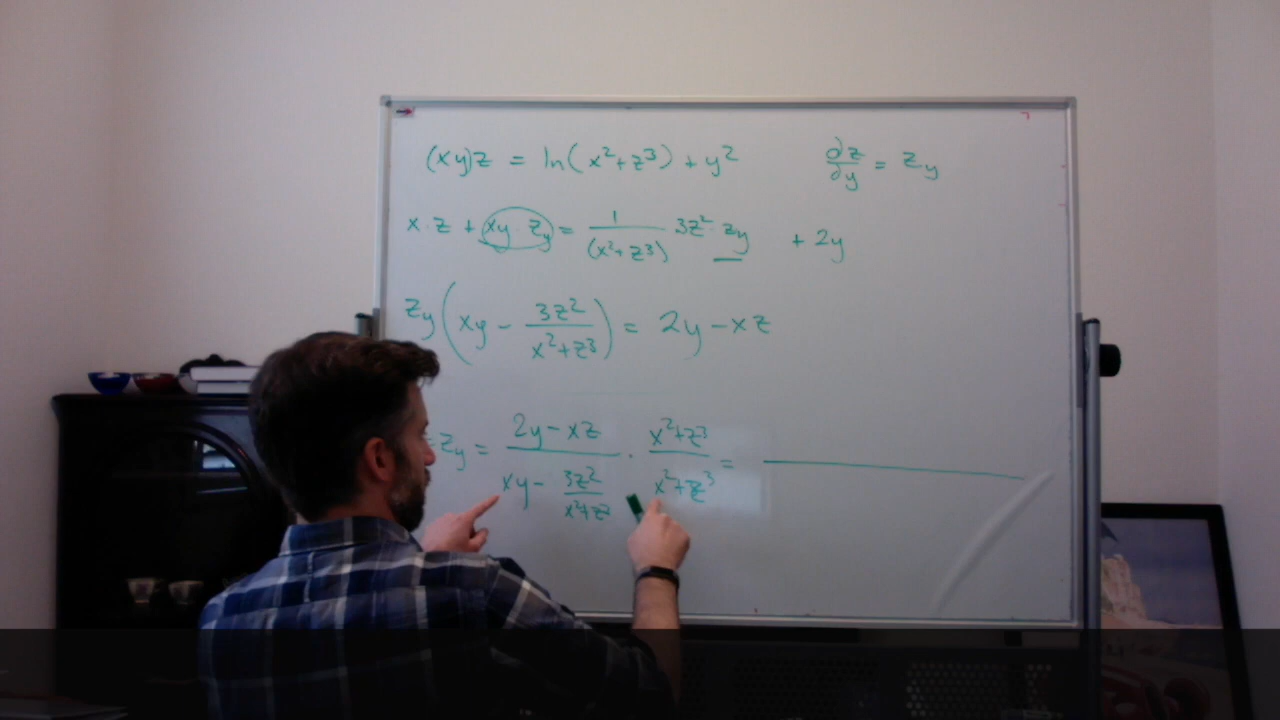 (xy)z = ln(x²+z³) + y² ∂z/∂y = z_y
x·z + xy·z_y = 1/(x²+z³) 3z²·z_y + 2y
z_y(xy - 3z²/(x²+z³)) = 2y - xz
z_y = (2y - xz)/(xy - 3z²/(x²+z³)) · (x²+z³)/(x²+z³) =